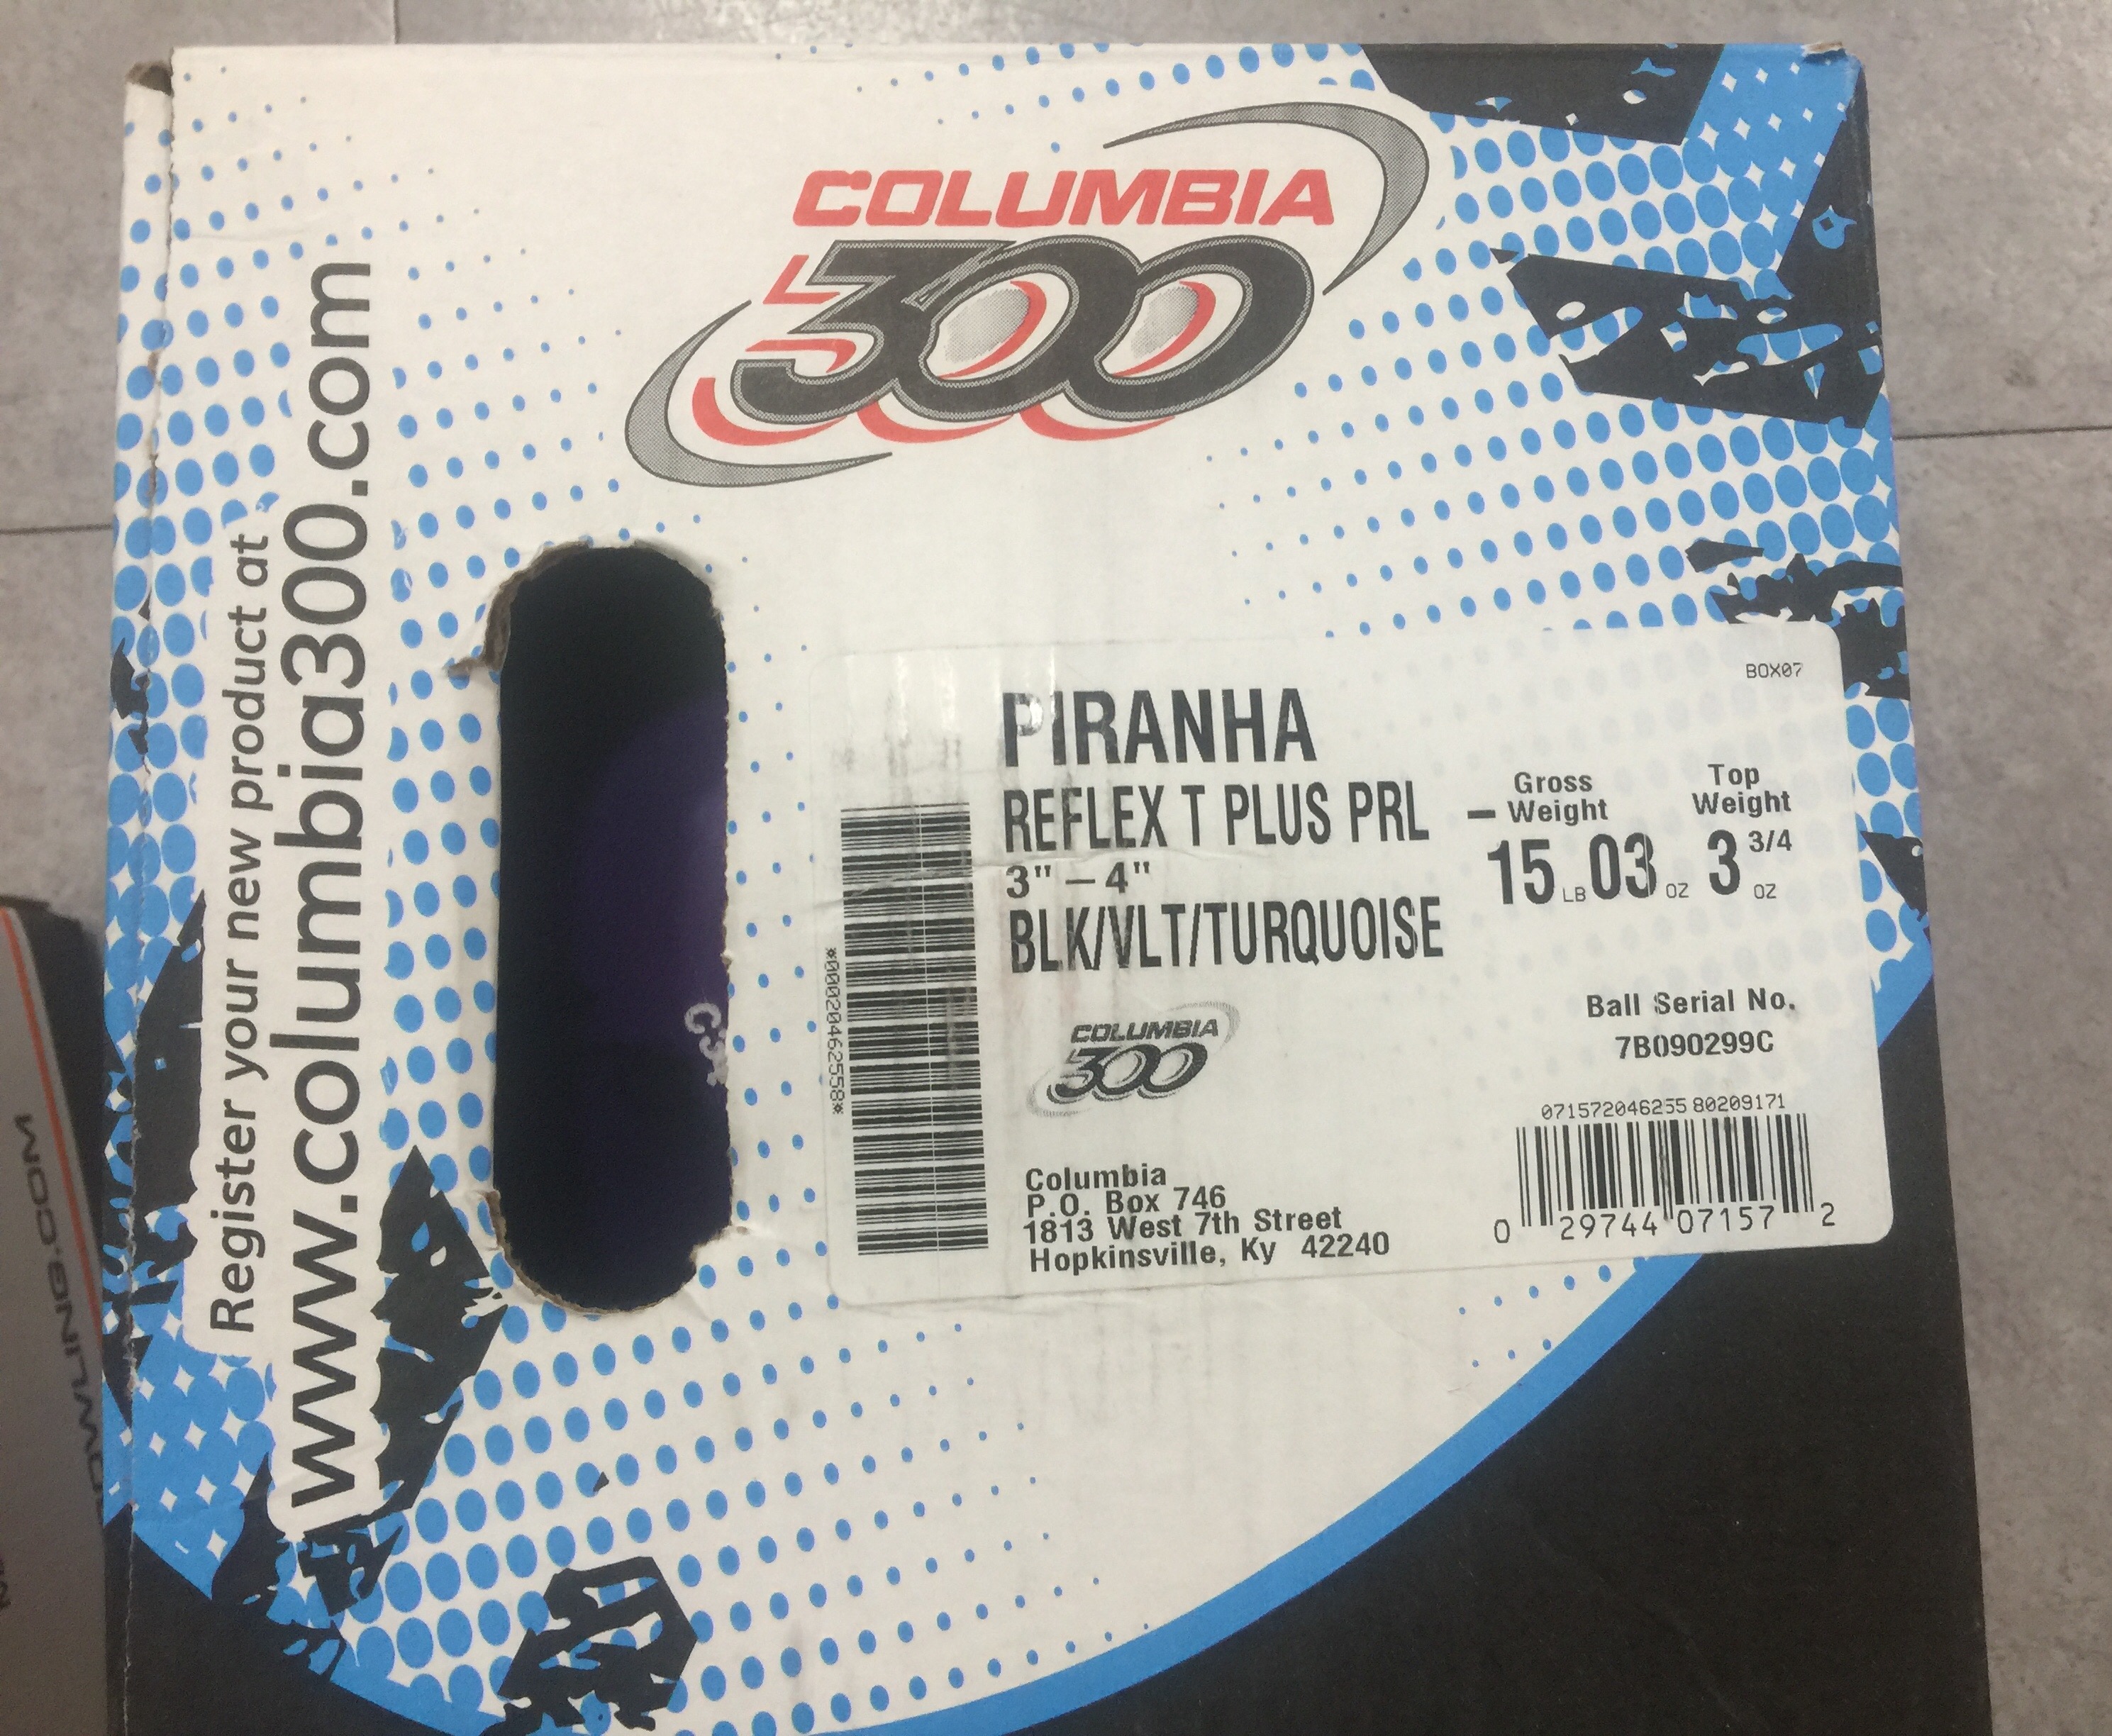 COLUMBIA
300
Register your new product at
www.columbia300.com
BOX07
PIRANHA
REFLEX T PLUS PRL
3" – 4"
BLK/VLT/TURQUOISE
Gross
Weight
15 LB 03 OZ
Top
Weight
3 3/4 OZ
*000020462558*
COLUMBIA
300
Ball Serial No.
7B090299C
071572046255 80209171
0 29744 07157 2
Columbia
P.O. Box 746
1813 West 7th Street
Hopkinsville, Ky 42240